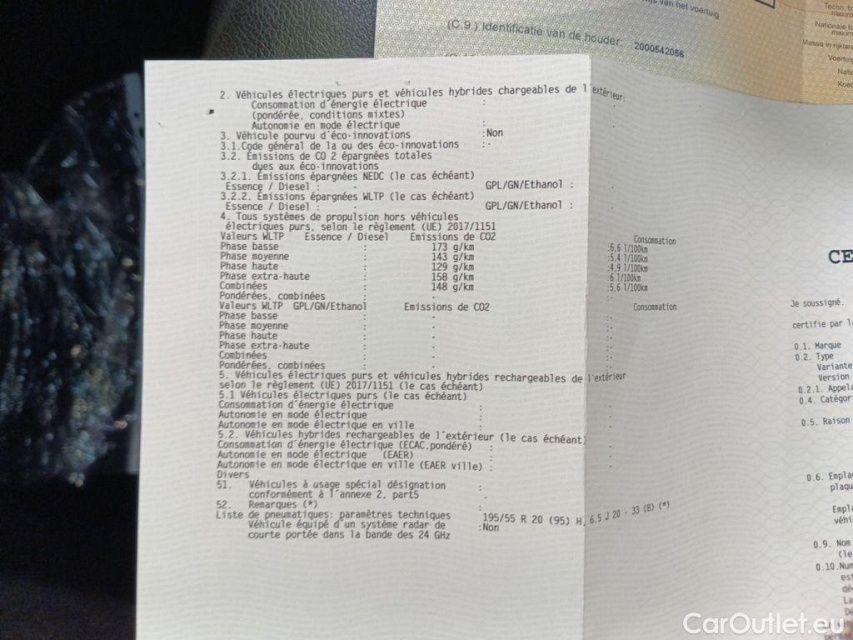 (C.9.) Identificatie van de houder: 2000542056
van het voertuig
2. Véhicules électriques purs et véhicules hybrides chargeables de l'extérieur
Consommation d'énergie électrique :
(pondérée, conditions mixtes)
Autonomie en mode électrique :
3. Véhicule pourvu d'éco-innovations :Non
3.1.Code général de la ou des éco-innovations :-
3.2. Emissions de CO 2 épargnées totales
dues aux éco-innovations
3.2.1. Emissions épargnées NEDC (le cas échéant)
Essence / Diesel : - GPL/GN/Ethanol :
3.2.2. Emissions épargnées WLTP (le cas échéant)
Essence / Diesel : - GPL/GN/Ethanol :
4. Tous systèmes de propulsion hors véhicules
électriques purs, selon le règlement (UE) 2017/1151
Valeurs WLTP Essence / Diesel Emissions de CO2 Consommation
Phase basse : 173 g/km :6,6 l/100km
Phase moyenne : 143 g/km :5,4 l/100km
Phase haute : 129 g/km :4,9 l/100km
Phase extra-haute : 158 g/km :6 l/100km
Combinées : 148 g/km :5,6 l/100km
Pondérées, combinées :
Valeurs WLTP GPL/GN/Ethanol Emissions de CO2 Consommation
Phase basse : -
Phase moyenne : -
Phase haute : -
Phase extra-haute : -
Combinées : -
Pondérées, combinées : -
5. Véhicules électriques purs et véhicules hybrides rechargeables de l'extérieur
selon le règlement (UE) 2017/1151 (le cas échéant)
5.1 Véhicules électriques purs (le cas échéant)
Consommation d'énergie électrique :
Autonomie en mode électrique :
Autonomie en mode électrique en ville :
5.2. Véhicules hybrides rechargeables de l'extérieur (le cas échéant)
Consommation d'énergie électrique (ECAC,pondéré) :
Autonomie en mode électrique (EAER) :
Autonomie en mode électrique en ville (EAER ville) :
Divers
51. Véhicules à usage spécial désignation :
conformément à l'annexe 2, part5 -
52. Remarques (*)
Liste de pneumatiques: paramètres techniques : 195/55 R 20 (95) H, 6.5 J 20 - 33 (B) (*)
Véhicule équipé d'un système radar de :Non
courte portée dans la bande des 24 GHz
CE
Je soussigné,
certifie par l
0.1. Marque
0.2. Type
Variante
Version
0.2.1. Appel
0.4. Catégor
0.5. Raison
0.6. Empla
plaqu
Empl
véhi
0.9. Nom
(le
0.10.Num
CarOutlet.eu